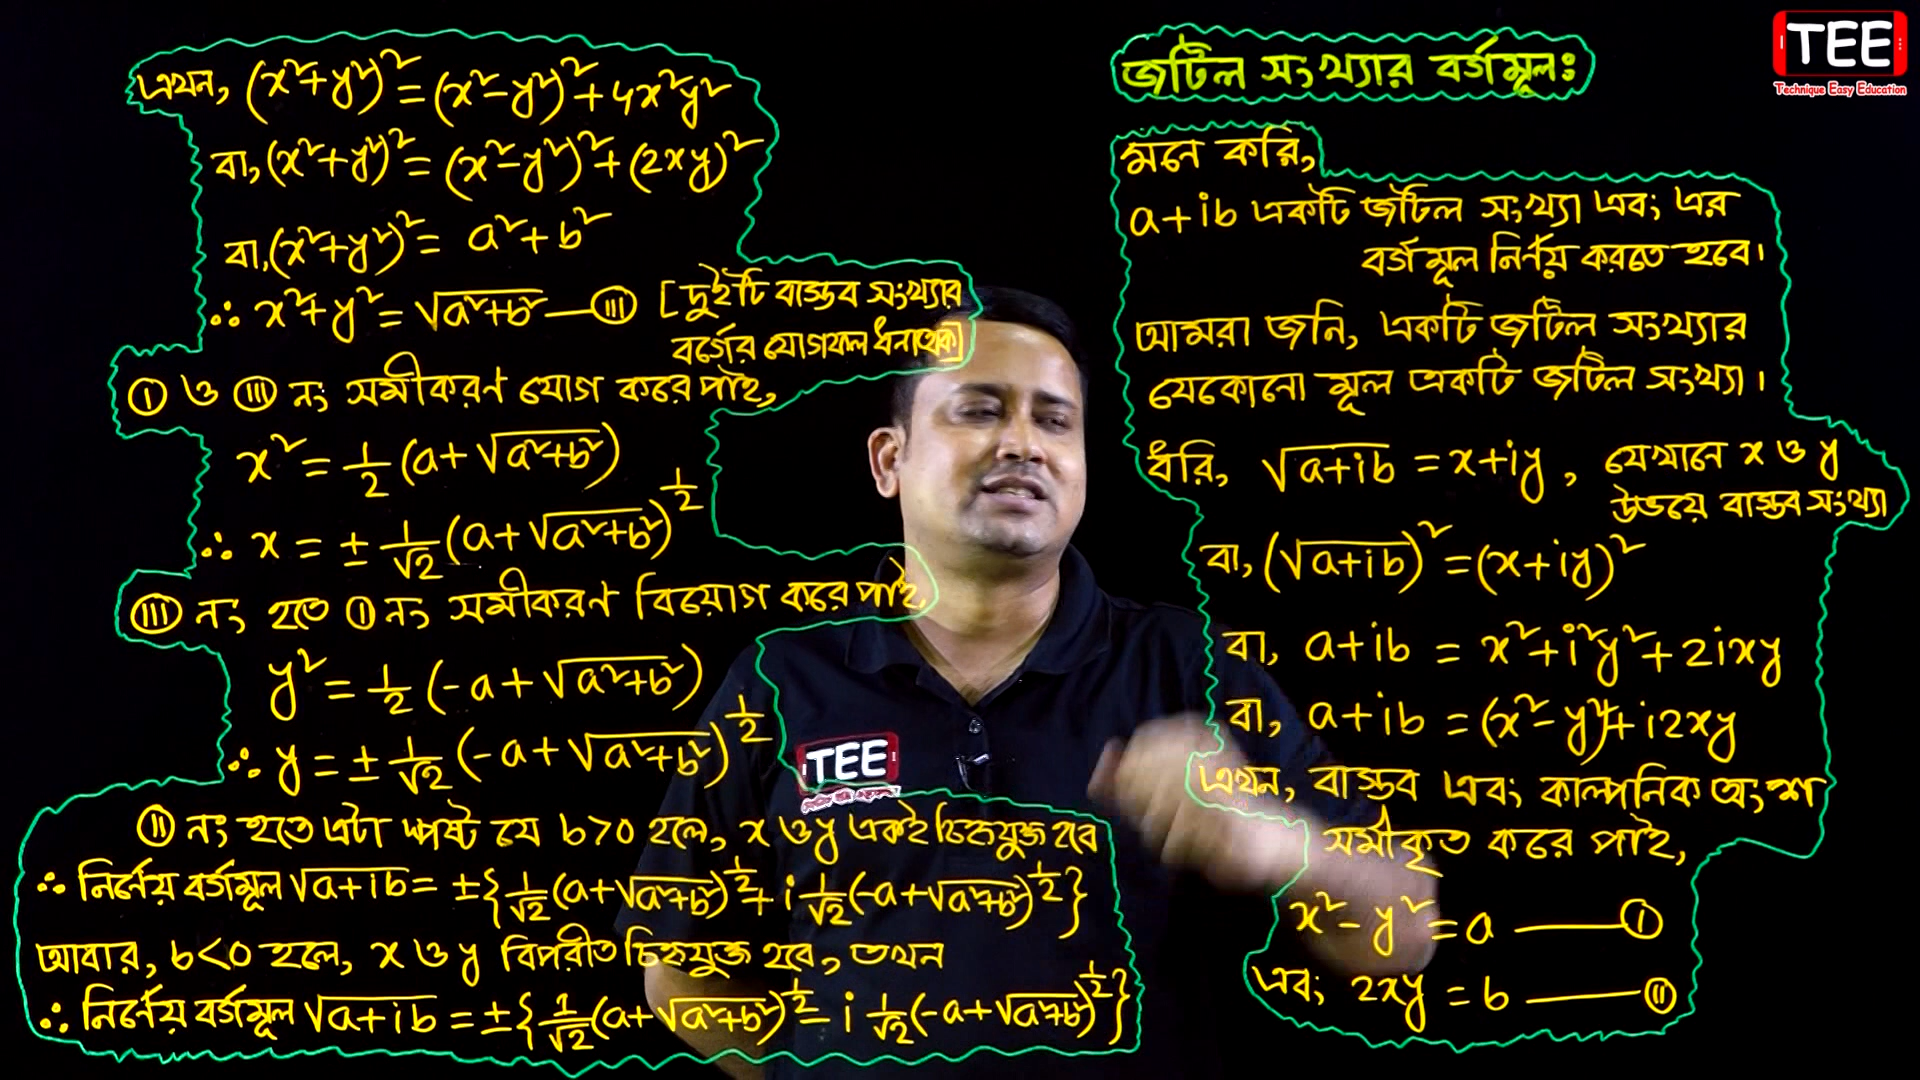 TEE
Technique Easy Education
জটিল সংখ্যার বর্গমূলঃ
মনে করি,
a+ib একটি জটিল সংখ্যা এবং এর
বর্গমূল নির্ণয় করতে হবে।
আমরা জানি, একটি জটিল সংখ্যার
যেকোনো মূল একটি জটিল সংখ্যা।
ধরি, √(a+ib) = x+iy, যেখানে x ও y
উভয়ে বাস্তব সংখ্যা
বা, (√(a+ib))² = (x+iy)²
বা, a+ib = x²+i²y²+2ixy
বা, a+ib = (x²-y²)+i2xy
এখন, বাস্তব এবং কাল্পনিক অংশ
সমীকৃত করে পাই,
x²-y² = a —— Ⓘ
এবং 2xy = b —— Ⅱ
এখন, (x²+y²)² = (x²-y²)²+4x²y²
বা, (x²+y²)² = (x²-y²)²+(2xy)²
বা, (x²+y²)² = a²+b²
∴ x²+y² = √(a²+b²) — Ⅲ [দুইটি বাস্তব সংখ্যার
বর্গের যোগফল ধনাত্মক]
Ⓘ ও Ⅲ নং সমীকরণ যোগ করে পাই,
x² = 1/2 (a+√(a²+b²))
∴ x = ± 1/√2 (a+√(a²+b²))^(1/2)
Ⅲ নং হতে Ⓘ নং সমীকরণ বিয়োগ করে পাই,
y² = 1/2 (-a+√(a²+b²))
∴ y = ± 1/√2 (-a+√(a²+b²))^(1/2)
TEE
Ⅱ নং হতে এটা স্পষ্ট যে b>0 হলে, x ও y একই চিহ্নযুক্ত হবে
∴ নির্ণেয় বর্গমূল √(a+ib) = ±{1/√2 (a+√(a²+b²))^(1/2) + i 1/√2 (-a+√(a²+b²))^(1/2)}
আবার, b<0 হলে, x ও y বিপরীত চিহ্নযুক্ত হবে, তখন
∴ নির্ণেয় বর্গমূল √(a+ib) = ±{1/√2 (a+√(a²+b²))^(1/2) - i 1/√2 (-a+√(a²+b²))^(1/2)}